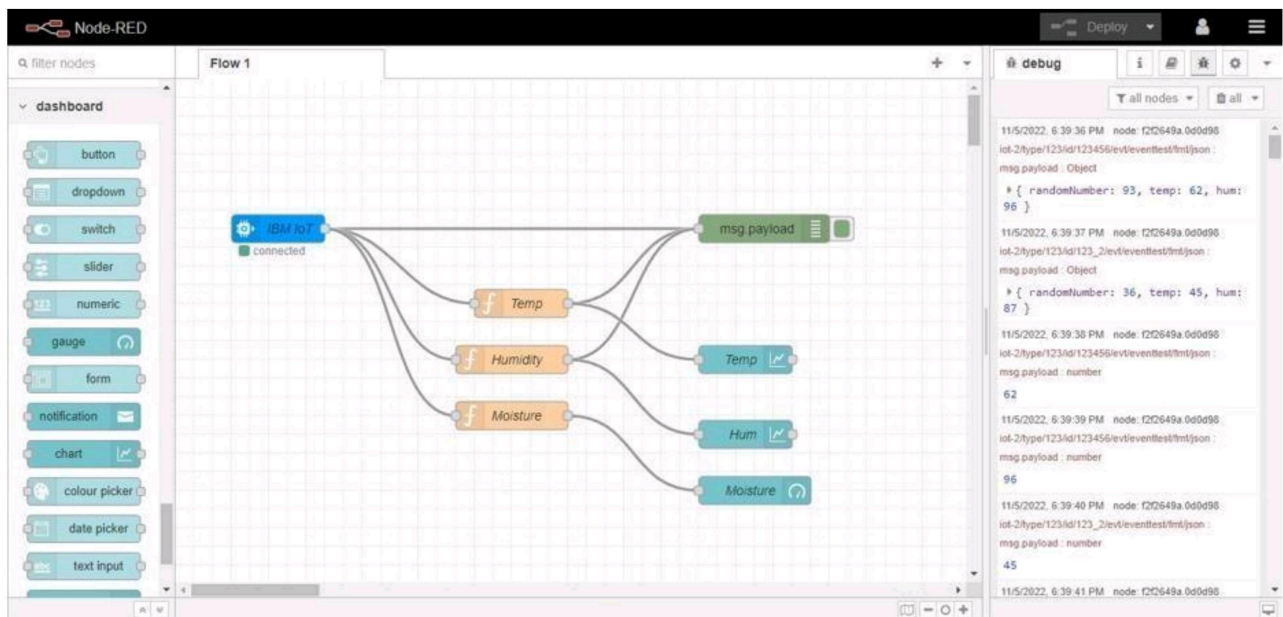 Node-RED
Deploy
filter nodes
Flow 1
debug
i
all nodes
all
dashboard
button
dropdown
switch
slider
numeric
gauge
form
notification
chart
colour picker
date picker
text input
IBM IoT
connected
Temp
Humidity
Moisture
msg.payload
Temp
Hum
Moisture
11/5/2022, 6:39:36 PM node: f2f2649a.0d0d98
iot-2/type/123/id/123456/evt/eventtest/fmt/json :
msg.payload : Object
{ randomNumber: 93, temp: 62, hum:
96 }
11/5/2022, 6:39:37 PM node: f2f2649a.0d0d98
iot-2/type/123/id/123_2/evt/eventtest/fmt/json :
msg.payload : Object
{ randomNumber: 36, temp: 45, hum:
87 }
11/5/2022, 6:39:38 PM node: f2f2649a.0d0d98
iot-2/type/123/id/123456/evt/eventtest/fmt/json :
msg.payload : number
62
11/5/2022, 6:39:39 PM node: f2f2649a.0d0d98
iot-2/type/123/id/123456/evt/eventtest/fmt/json :
msg.payload : number
96
11/5/2022, 6:39:40 PM node: f2f2649a.0d0d98
iot-2/type/123/id/123_2/evt/eventtest/fmt/json :
msg.payload : number
45
11/5/2022, 6:39:41 PM node: f2f2649a.0d0d98